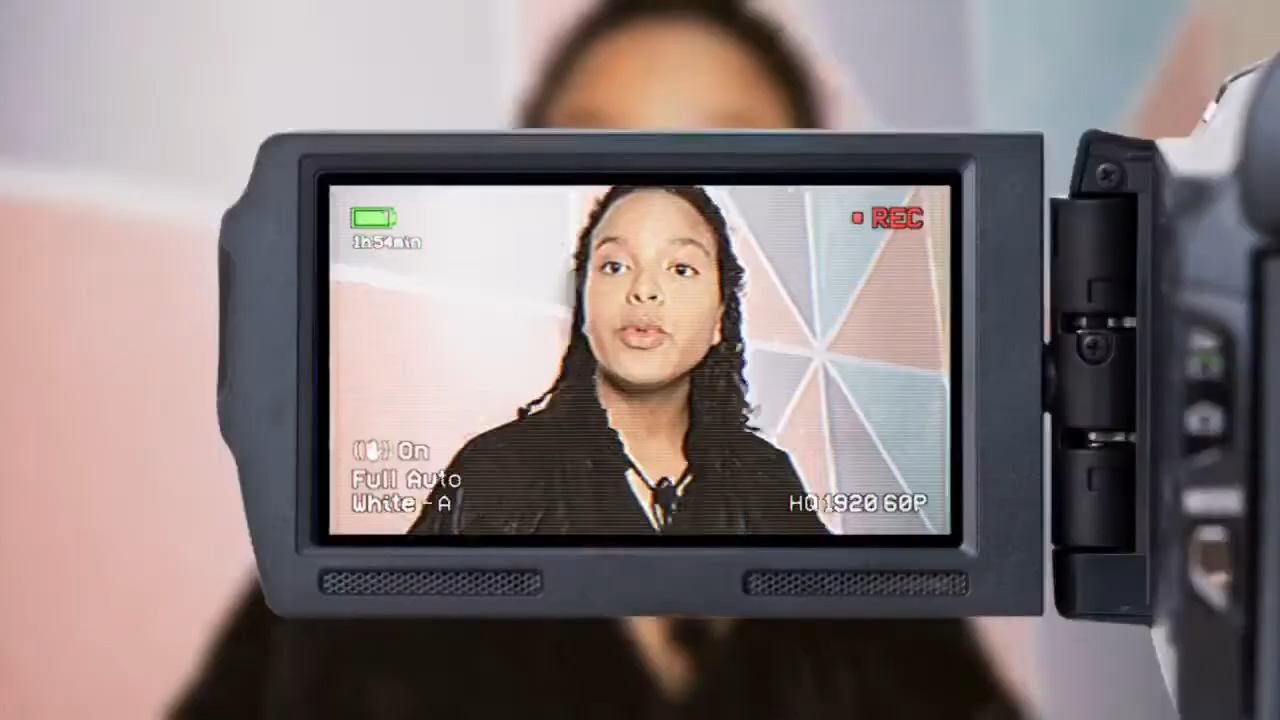 REC
1h54min
On
Full Auto
White - A
HQ 1920 60P